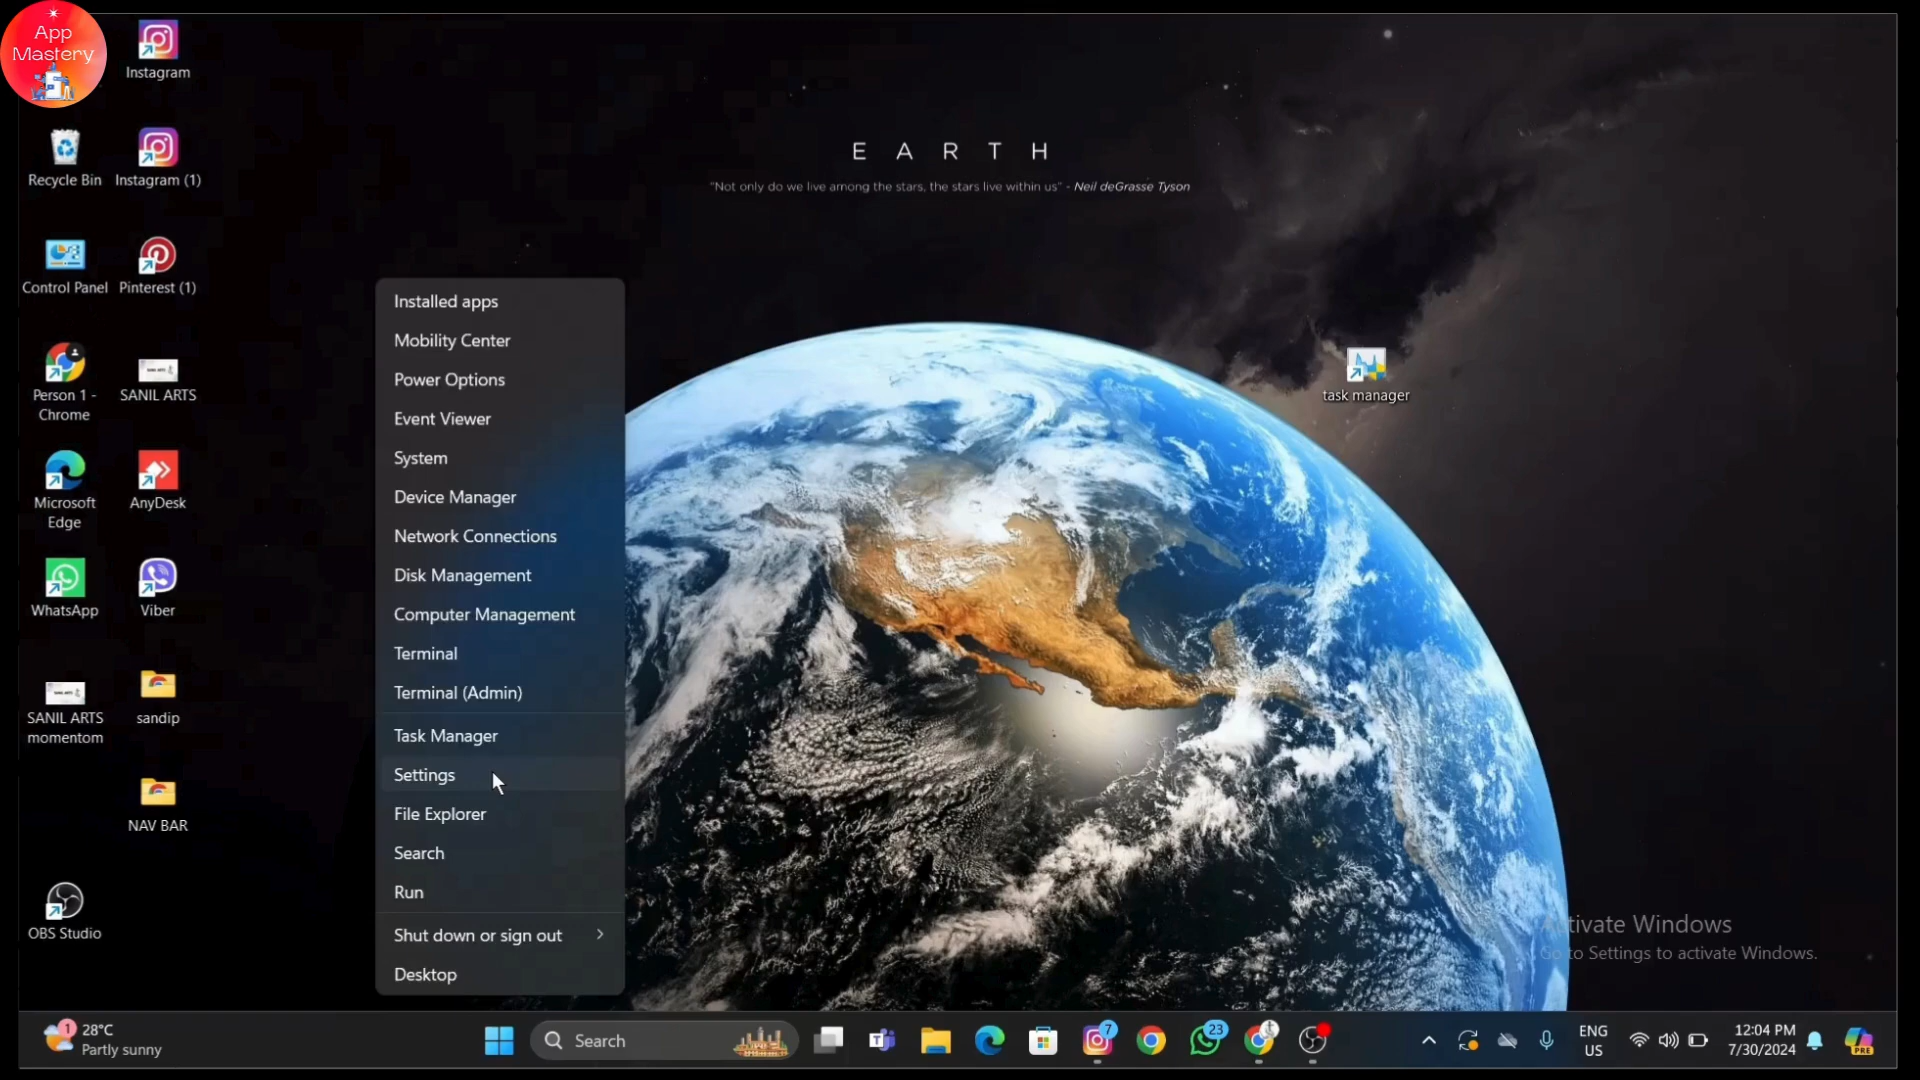 App
Mastery
Instagram
Recycle Bin
Instagram (1)
Control Panel
Pinterest (1)
Person 1 -
Chrome
SANIL ARTS
Microsoft
Edge
AnyDesk
WhatsApp
Viber
SANIL ARTS
momentom
sandip
NAV BAR
OBS Studio
E A R T H
"Not only do we live among the stars, the stars live within us" - Neil deGrasse Tyson
task manager
Installed apps
Mobility Center
Power Options
Event Viewer
System
Device Manager
Network Connections
Disk Management
Computer Management
Terminal
Terminal (Admin)
Task Manager
Settings
File Explorer
Search
Run
Shut down or sign out
Desktop
Activate Windows
Go to Settings to activate Windows.
1
28°C
Partly sunny
Search
7
23
ENG
US
12:04 PM
7/30/2024
PRE